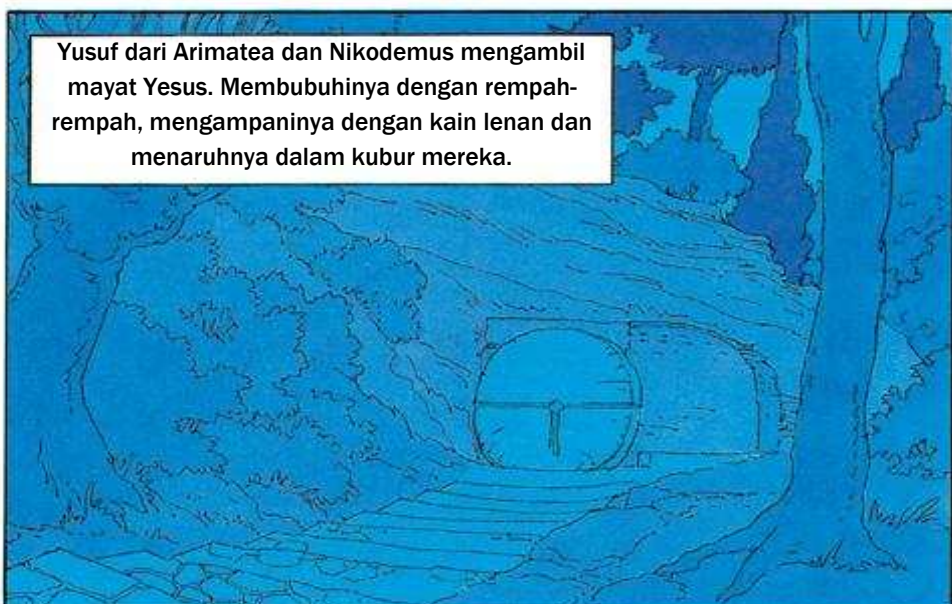 Yusuf dari Arimatea dan Nikodemus mengambil
mayat Yesus. Membubuhinya dengan rempah-
rempah, mengampaninya dengan kain lenan dan
menaruhnya dalam kubur mereka.